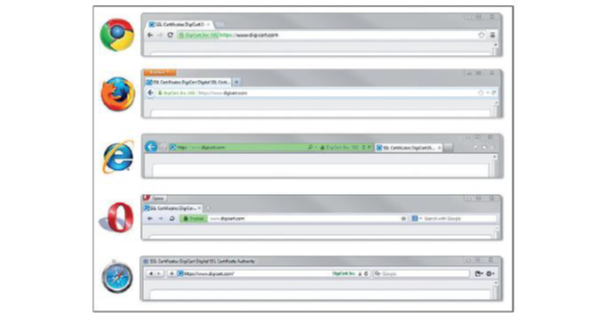 SSL Certificates DigiCert D
DigiCert, Inc. [US] https://www.digicert.com
SSL Certificates DigiCert Digital SSL Certi...
DigiCert, Inc. (US) https://www.digicert.com
https://www.digicert.com DigiCert, Inc. [US] SSL Certificates DigiCert Di...
Opera
SSL Certificates DigiCert Di...
Trusted www.digicert.com Search with Google
SSL Certificates DigiCert Digital SSL Certificate Authority
https://www.digicert.com/ DigiCert, Inc. Google